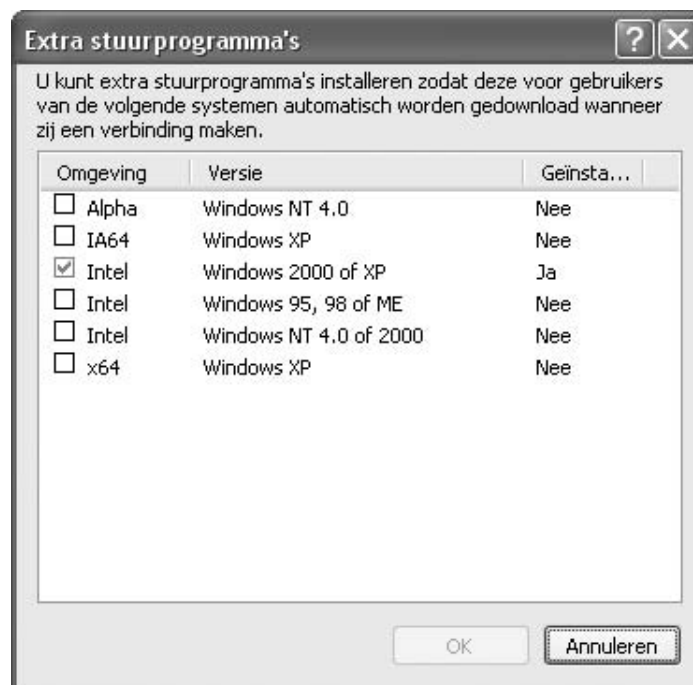 Extra stuurprogramma's
U kunt extra stuurprogramma's installeren zodat deze voor gebruikers
van de volgende systemen automatisch worden gedownload wanneer
zij een verbinding maken.
Omgeving Versie Geïnsta...
Alpha Windows NT 4.0 Nee
IA64 Windows XP Nee
Intel Windows 2000 of XP Ja
Intel Windows 95, 98 of ME Nee
Intel Windows NT 4.0 of 2000 Nee
x64 Windows XP Nee
OK Annuleren